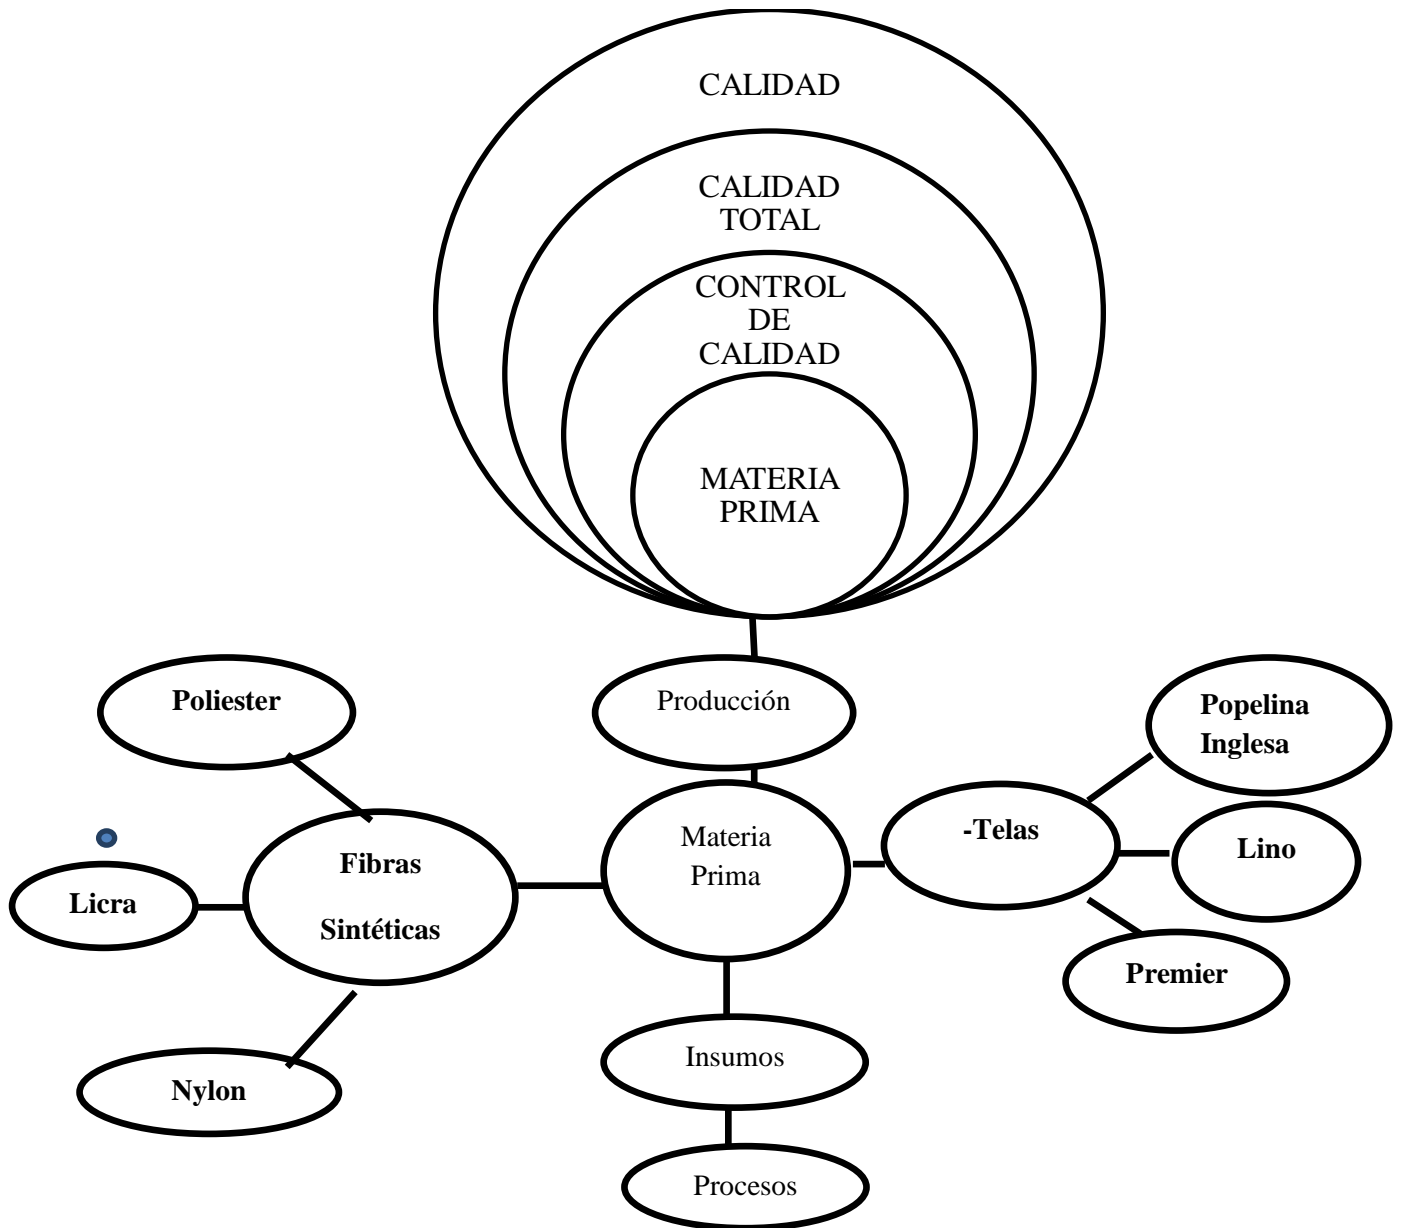 CALIDAD
CALIDAD
TOTAL
CONTROL
DE
CALIDAD
MATERIA
PRIMA
Poliester
Producción
Popelina
Inglesa
Licra
Fibras
Sintéticas
Materia
Prima
-Telas
Lino
Premier
Nylon
Insumos
Procesos